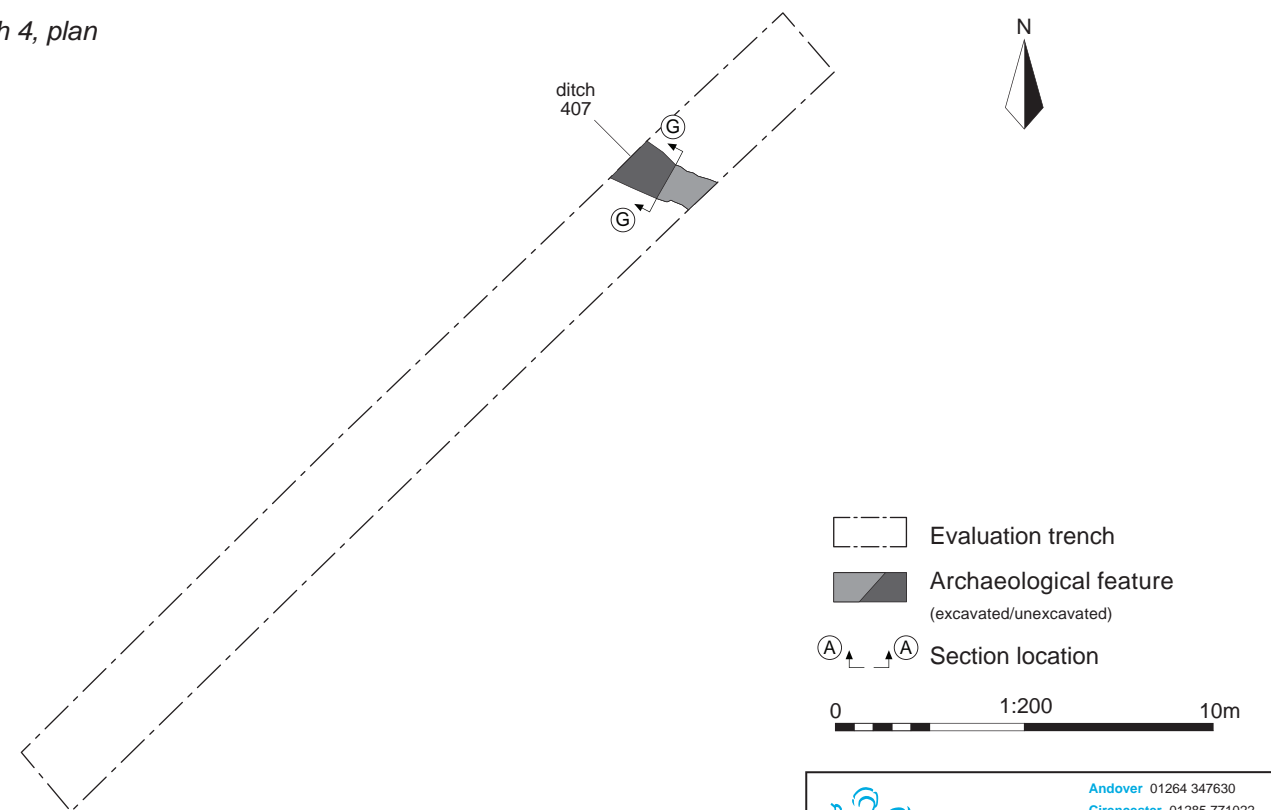 h 4, plan
N
ditch
407
G
G
Evaluation trench
Archaeological feature
(excavated/unexcavated)
A A Section location
0 1:200 10m
Andover 01264 347630